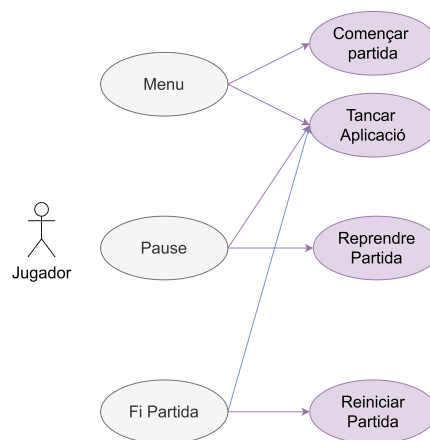 Començar
partida
Menu
Tancar
Aplicació
Jugador
Pause
Reprendre
Partida
Fi Partida
Reiniciar
Partida